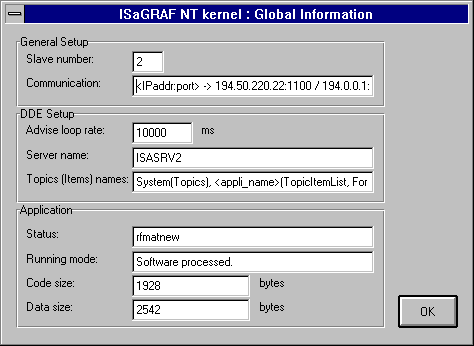 ISaGRAF NT kernel : Global Information
General Setup
Slave number: 2
Communication: <IPaddr:port> -> 194.50.220.22:1100 / 194.0.0.1:
DDE Setup
Advise loop rate: 10000 ms
Server name: ISASRV2
Topics (Items) names: System(Topics), <appli_name>(TopicItemList, For
Application
Status: rfmatnew
Running mode: Software processed.
Code size: 1928 bytes
Data size: 2542 bytes
OK